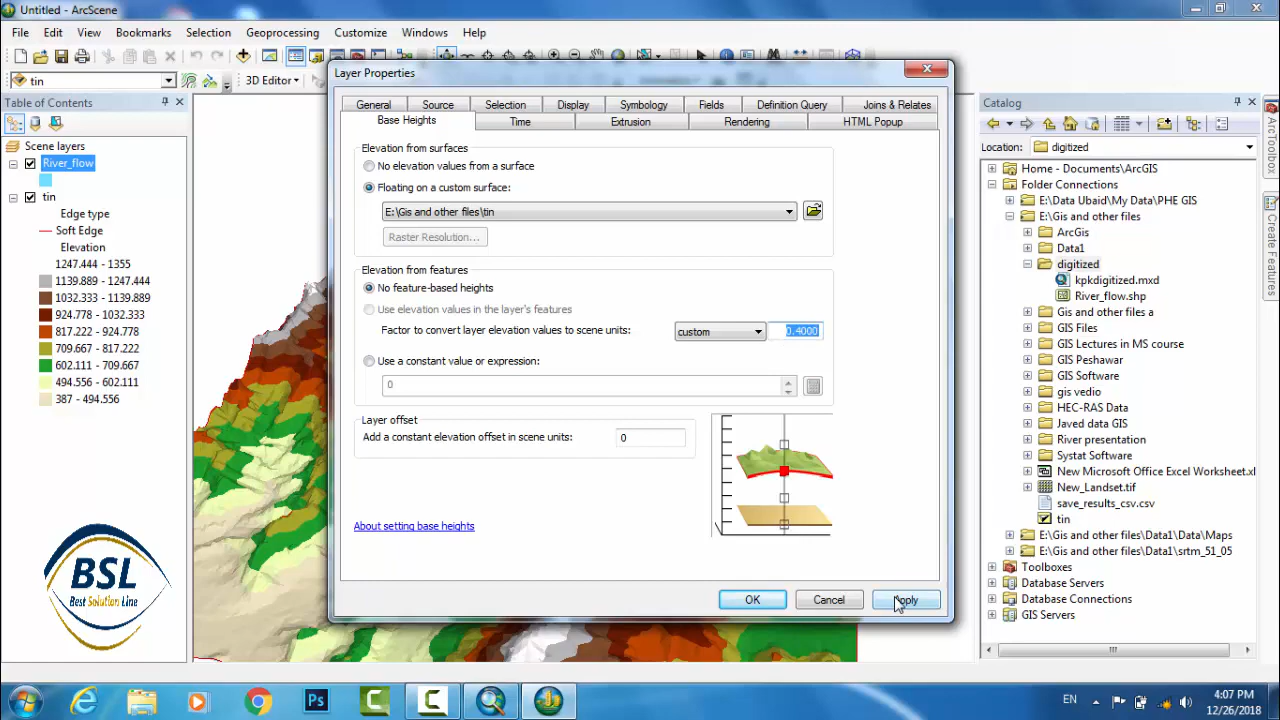 Untitled - ArcScene
File Edit View Bookmarks Selection Geoprocessing Customize Windows Help
tin
3D Editor
Table of Contents
Scene layers
River_flow
tin
Edge type
Soft Edge
Elevation
1247.444 - 1355
1139.889 - 1247.444
1032.333 - 1139.889
924.778 - 1032.333
817.222 - 924.778
709.667 - 817.222
602.111 - 709.667
494.556 - 602.111
387 - 494.556
BSL
Best Solution Line
Layer Properties
General Source Selection Display Symbology Fields Definition Query Joins & Relates
Base Heights Time Extrusion Rendering HTML Popup
Elevation from surfaces
No elevation values from a surface
Floating on a custom surface:
E:\Gis and other files\tin
Raster Resolution...
Elevation from features
No feature-based heights
Use elevation values in the layer's features
Factor to convert layer elevation values to scene units: custom 0.4000
Use a constant value or expression:
0
Layer offset
Add a constant elevation offset in scene units: 0
About setting base heights
OK Cancel Apply
Catalog
Location: digitized
Home - Documents\ArcGIS
Folder Connections
E:\Data Ubaid\My Data\PHE GIS
E:\Gis and other files
ArcGis
Data1
digitized
kpkdigitized.mxd
River_flow.shp
Gis and other files a
GIS Files
GIS Lectures in MS course
GIS Peshawar
GIS Software
gis vedio
HEC-RAS Data
Javed data GIS
River presentation
Systat Software
New Microsoft Office Excel Worksheet.xl
New_Landset.tif
save_results_csv.csv
tin
E:\Gis and other files\Data1\Data\Maps
E:\Gis and other files\Data1\srtm_51_05
Toolboxes
Database Servers
Database Connections
GIS Servers
ArcToolbox
Create Features
Ps
EN
4:07 PM
12/26/2018